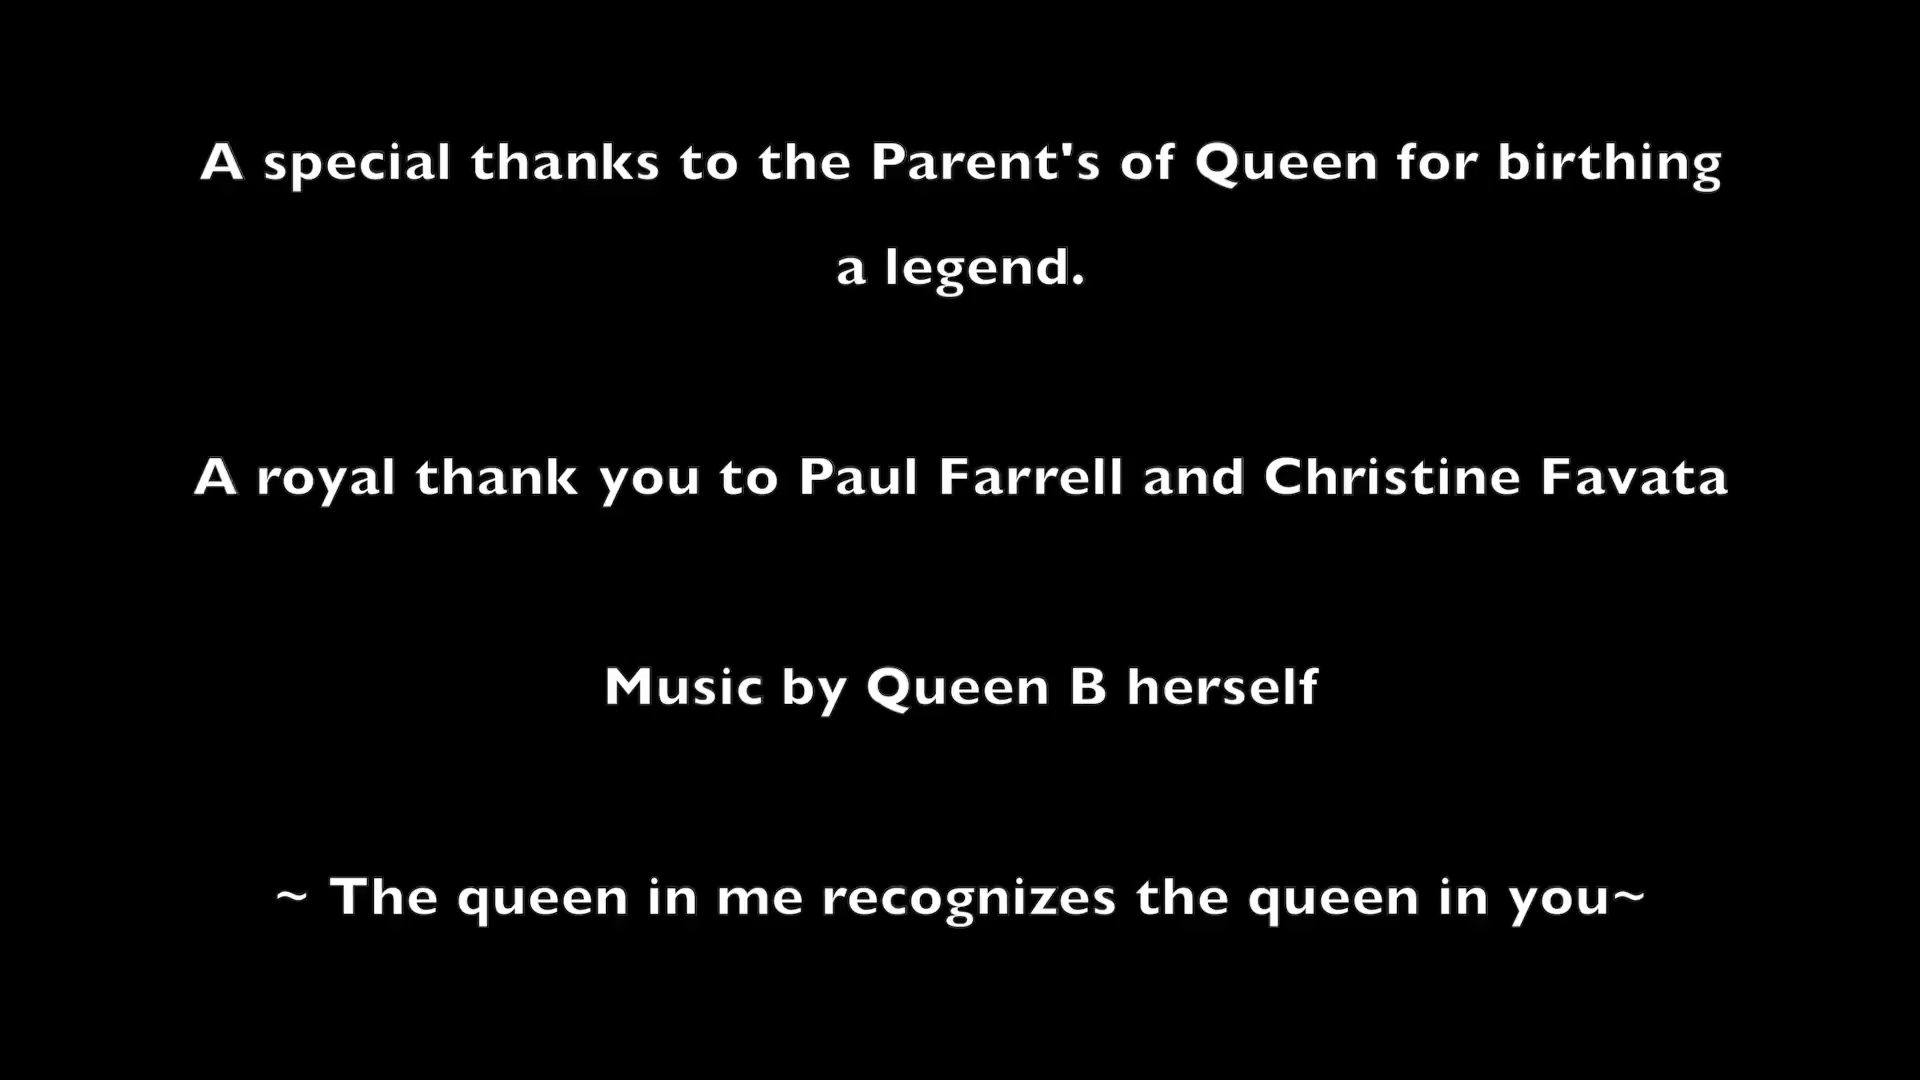 A special thanks to the Parent's of Queen for birthing
a legend.
A royal thank you to Paul Farrell and Christine Favata
Music by Queen B herself
~ The queen in me recognizes the queen in you~